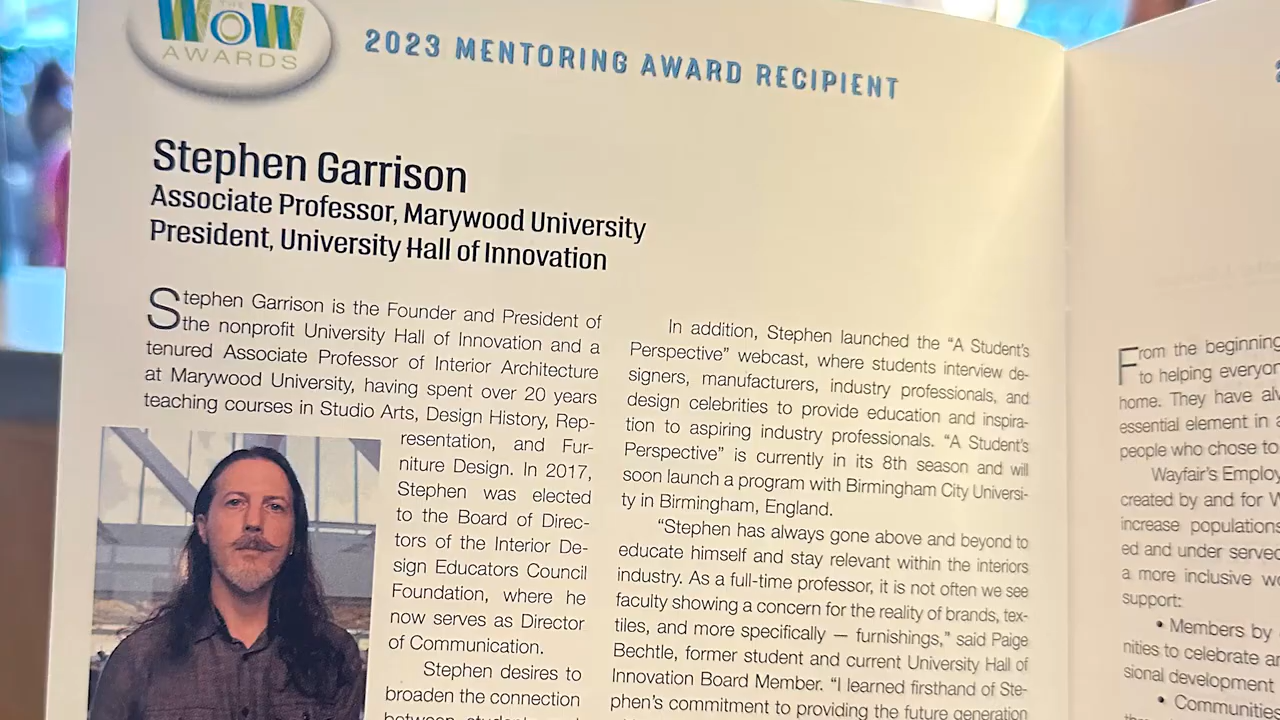 THE
WOW
AWARDS
2023 MENTORING AWARD RECIPIENT
Stephen Garrison
Associate Professor, Marywood University
President, University Hall of Innovation
Stephen Garrison is the Founder and President of
the nonprofit University Hall of Innovation and a
tenured Associate Professor of Interior Architecture
at Marywood University, having spent over 20 years
teaching courses in Studio Arts, Design History, Rep-
resentation, and Fur-
niture Design. In 2017,
Stephen was elected
to the Board of Direc-
tors of the Interior De-
sign Educators Council
Foundation, where he
now serves as Director
of Communication.
Stephen desires to
broaden the connection
In addition, Stephen launched the “A Student’s
Perspective” webcast, where students interview de-
signers, manufacturers, industry professionals, and
design celebrities to provide education and inspira-
tion to aspiring industry professionals. “A Student’s
Perspective” is currently in its 8th season and will
soon launch a program with Birmingham City Universi-
ty in Birmingham, England.
“Stephen has always gone above and beyond to
educate himself and stay relevant within the interiors
industry. As a full-time professor, it is not often we see
faculty showing a concern for the reality of brands, tex-
tiles, and more specifically — furnishings,” said Paige
Bechtle, former student and current University Hall of
Innovation Board Member. “I learned firsthand of Ste-
phen’s commitment to providing the future generation
From the beginning
to helping everyon
home. They have alw
essential element in a
people who chose to
Wayfair’s Employ
created by and for W
increase populations
ed and under served
a more inclusive wo
support:
• Members by
nities to celebrate an
sional development
• Communities